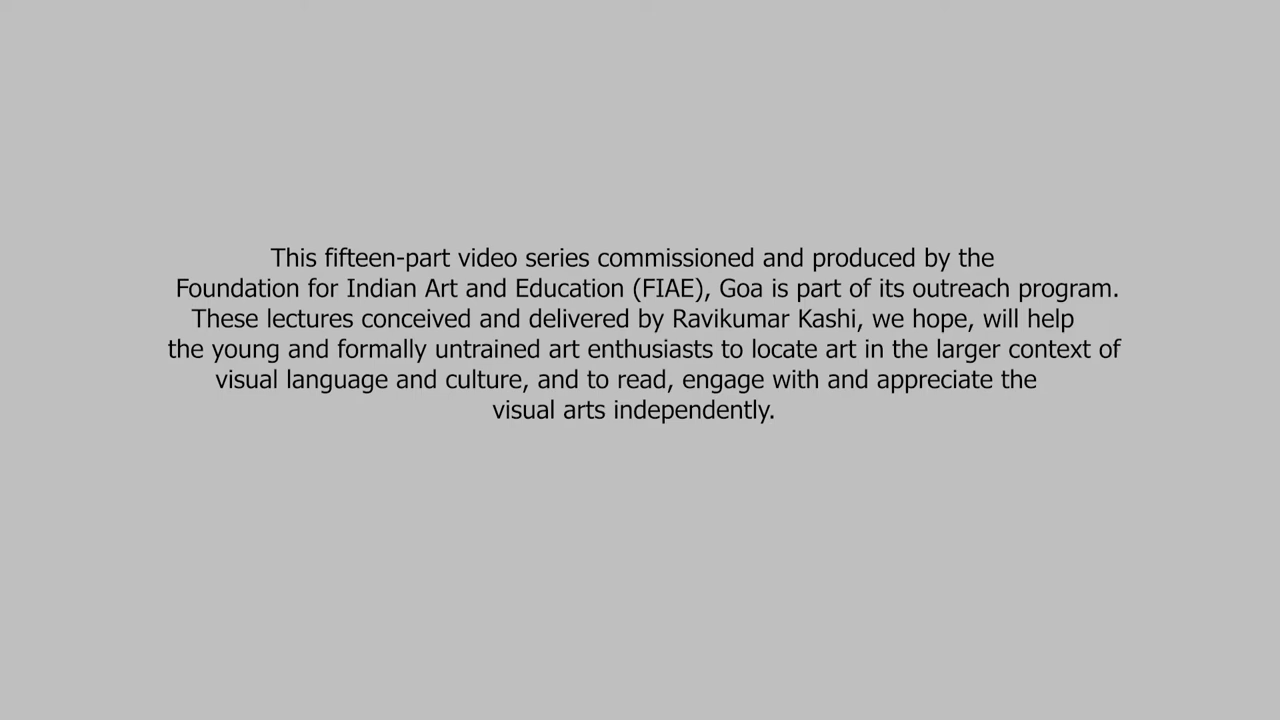 This fifteen-part video series commissioned and produced by the
Foundation for Indian Art and Education (FIAE), Goa is part of its outreach program.
These lectures conceived and delivered by Ravikumar Kashi, we hope, will help
the young and formally untrained art enthusiasts to locate art in the larger context of
visual language and culture, and to read, engage with and appreciate the
visual arts independently.